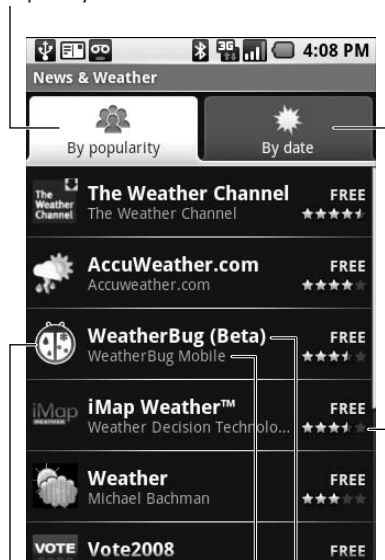 3G
4:08 PM
News & Weather
By popularity
By date
The Weather Channel
The Weather Channel FREE
The Weather Channel
AccuWeather.com FREE
Accuweather.com
WeatherBug (Beta) FREE
WeatherBug Mobile
iMap WEATHER
iMap Weather™ FREE
Weather Decision Technolo...
Weather FREE
Michael Bachman
VOTE
Vote2008 FREE